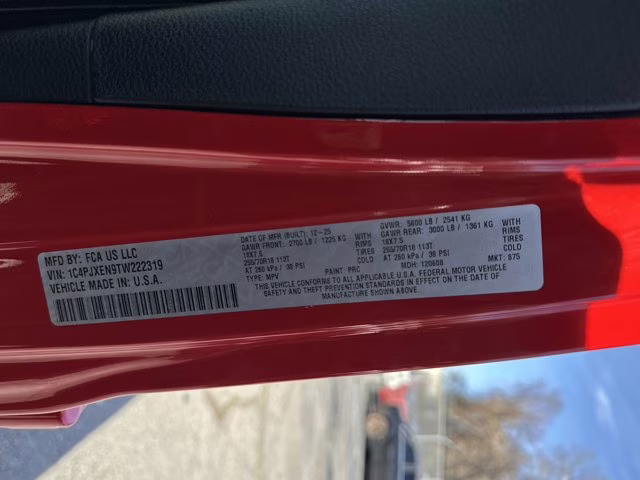 MFD BY: FCA US LLC
VIN: 1C4PJXEN9TW222319
VEHICLE MADE IN: U.S.A.
DATE OF MFR (BUILT): 12-25
GAWR FRONT: 2700 LB / 1225 KG WITH
18X7.5 RIMS
255/70R18 113T TIRES
AT 260 kPa / 38 PSI COLD
TYPE: MPV PAINT: PRC
GVWR: 5600 LB / 2541 KG
GAWR REAR: 3000 LB / 1361 KG WITH
18X7.5 RIMS
255/70R18 113T TIRES
AT 260 kPa / 38 PSI COLD
MDH: 120608 MKT: 875
THIS VEHICLE CONFORMS TO ALL APPLICABLE U.S.A. FEDERAL MOTOR VEHICLE
SAFETY AND THEFT PREVENTION STANDARDS IN EFFECT ON THE DATE OF
MANUFACTURE SHOWN ABOVE.